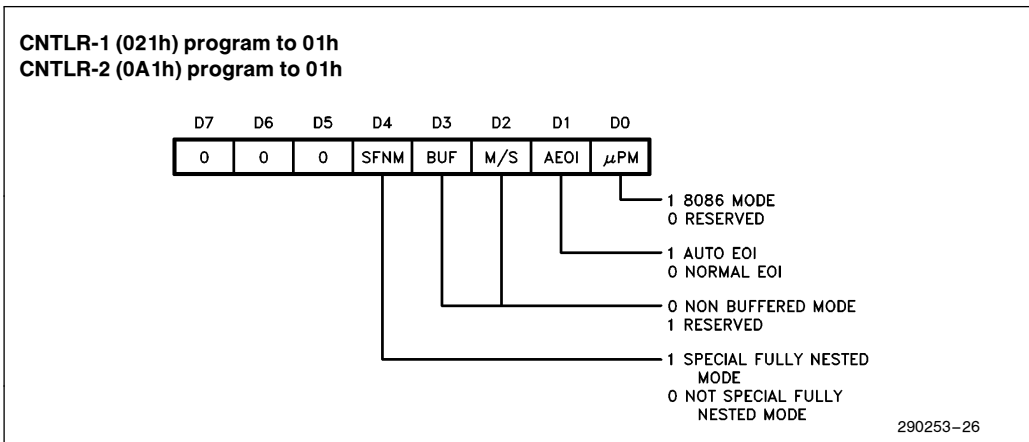 CNTLR-1 (021h) program to 01h
CNTLR-2 (0A1h) program to 01h
D7 D6 D5 D4 D3 D2 D1 D0
0 0 0 SFNM BUF M/S AEOI µPM
1 8086 MODE
0 RESERVED
1 AUTO EOI
0 NORMAL EOI
0 NON BUFFERED MODE
1 RESERVED
1 SPECIAL FULLY NESTED
MODE
0 NOT SPECIAL FULLY
NESTED MODE
290253–26